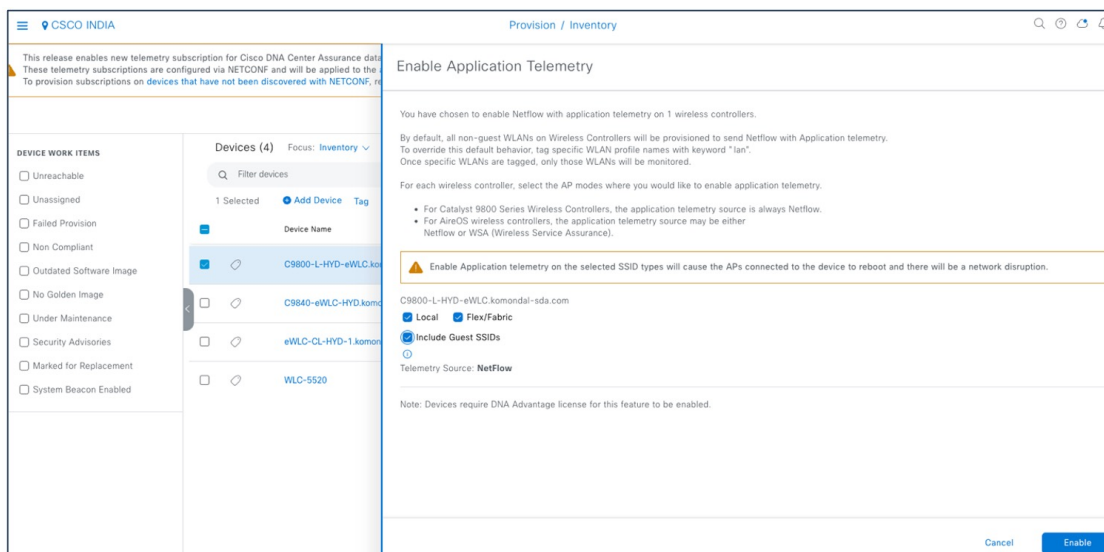 CSCO INDIA
Provision / Inventory
This release enables new telemetry subscription for Cisco DNA Center Assurance data
These telemetry subscriptions are configured via NETCONF and will be applied to the
To provision subscriptions on devices that have not been discovered with NETCONF,
DEVICE WORK ITEMS
Unreachable
Unassigned
Failed Provision
Non Compliant
Outdated Software Image
No Golden Image
Under Maintenance
Security Advisories
Marked for Replacement
System Beacon Enabled
Devices (4) Focus: Inventory
Filter devices
1 Selected Add Device Tag
Device Name
C9800-L-HYD-eWLC.ko
C9840-eWLC-HYD.komo
eWLC-CL-HYD-1.komon
WLC-5520
Enable Application Telemetry
You have chosen to enable Netflow with application telemetry on 1 wireless controllers.
By default, all non-guest WLANs on Wireless Controllers will be provisioned to send Netflow with Application telemetry.
To override this default behavior, tag specific WLAN profile names with keyword "lan".
Once specific WLANs are tagged, only those WLANs will be monitored.
For each wireless controller, select the AP modes where you would like to enable application telemetry.
• For Catalyst 9800 Series Wireless Controllers, the application telemetry source is always Netflow.
• For AireOS wireless controllers, the application telemetry source may be either
Netflow or WSA (Wireless Service Assurance).
Enable Application telemetry on the selected SSID types will cause the APs connected to the device to reboot and there will be a network disruption.
C9800-L-HYD-eWLC.komondal-sda.com
Local Flex/Fabric
Include Guest SSIDs
Telemetry Source: NetFlow
Note: Devices require DNA Advantage license for this feature to be enabled.
Cancel Enable